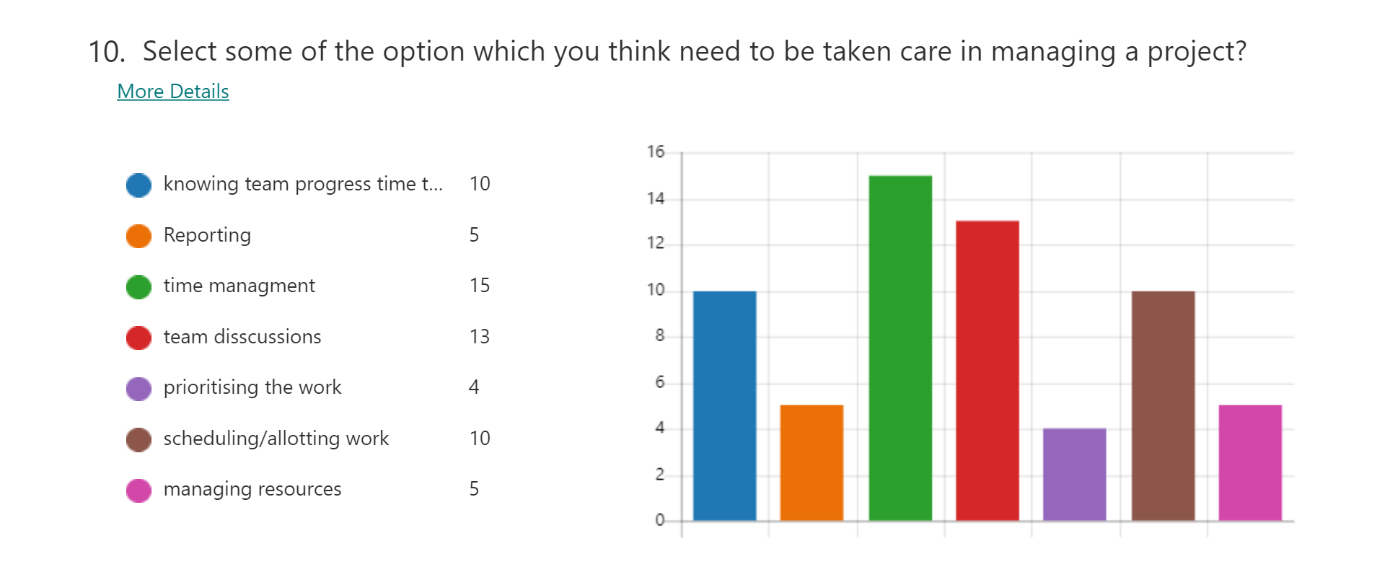 10. Select some of the option which you think need to be taken care in managing a project?
More Details
knowing team progress time t... 10
Reporting 5
time managment 15
team disscussions 13
prioritising the work 4
scheduling/allotting work 10
managing resources 5
16
14
12
10
8
6
4
2
0